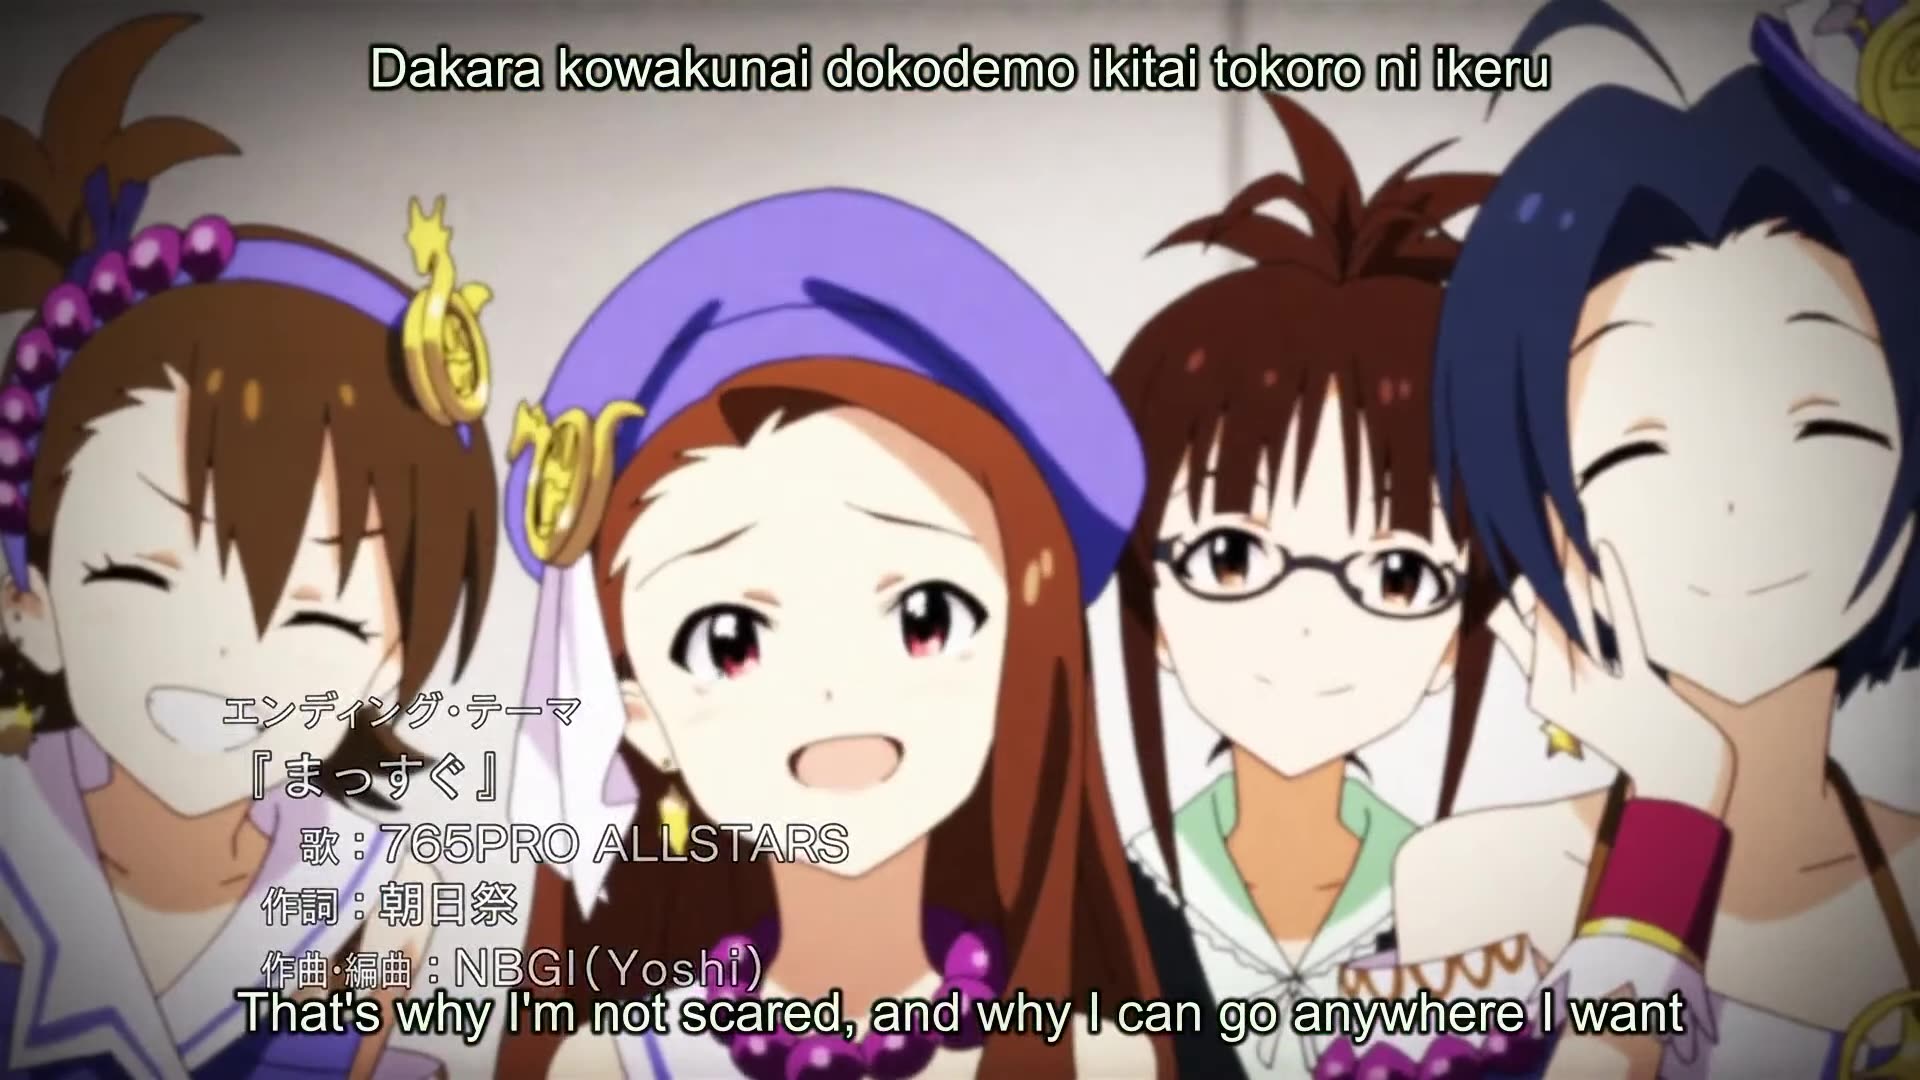 Dakara kowakunai dokodemo ikitai tokoro ni ikeru
エンディング・テーマ
『まっすぐ』
歌：765PRO ALLSTARS
作詞：朝日祭
作曲・編曲：NBGI（Yoshi）
That's why I'm not scared, and why I can go anywhere I want